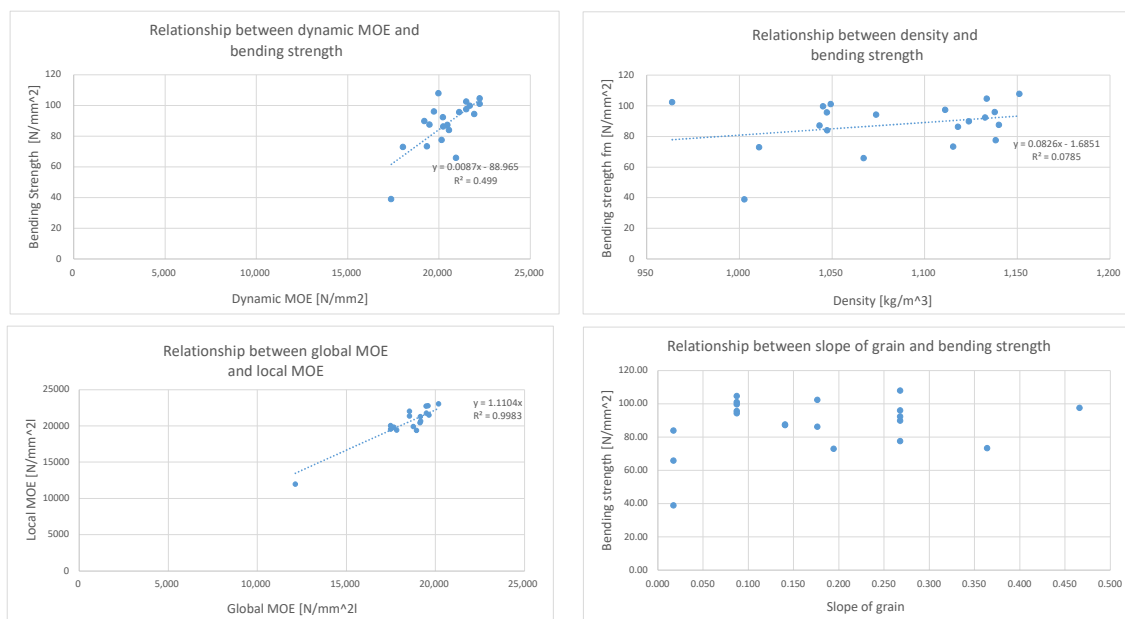 Relationship between dynamic MOE and
bending strength
Bending Strength [N/mm^2]
120
100
80
60
40
20
0
y = 0.0087x - 88.965
R² = 0.499
0
5,000
10,000
15,000
20,000
25,000
Dynamic MOE [N/mm2]
Relationship between density and
bending strength
Bending strength fm [N/mm^2]
120
100
80
60
40
20
0
y = 0.0826x - 1.6851
R² = 0.0785
950
1,000
1,050
1,100
1,150
1,200
Density [kg/m^3]
Relationship between global MOE
and local MOE
Local MOE [N/mm^2l
25000
20000
15000
10000
5000
0
y = 1.1104x
R² = 0.9983
0
5,000
10,000
15,000
20,000
25,000
Global MOE [N/mm^2l
Relationship between slope of grain and bending strength
Bending strength [N/mm^2]
120.00
100.00
80.00
60.00
40.00
20.00
0.00
0.000
0.050
0.100
0.150
0.200
0.250
0.300
0.350
0.400
0.450
0.500
Slope of grain